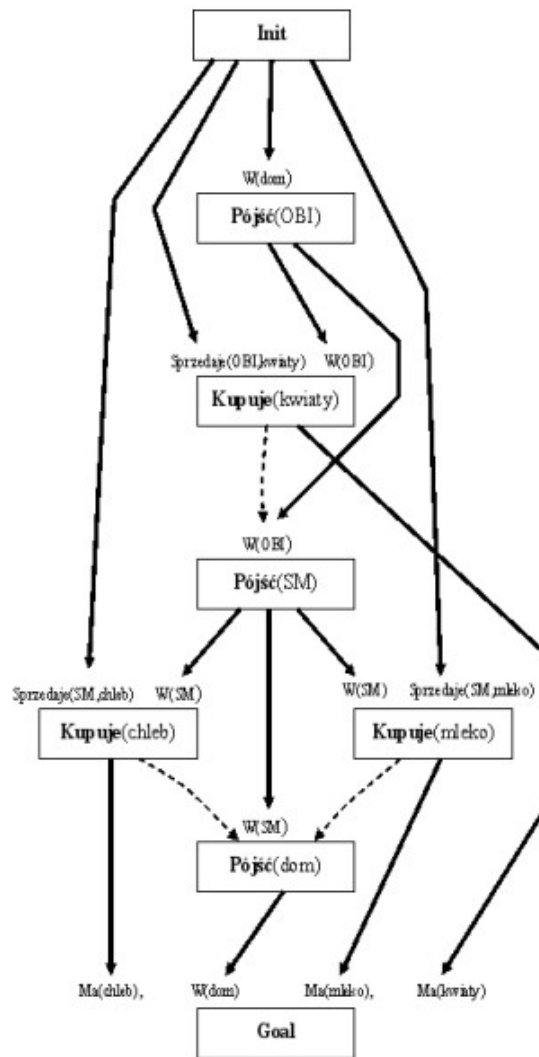 Init
W(dom)
Pójść(OBI)
Sprzedaje(OBI,kwiaty) W(OBI)
Kupuje(kwiaty)
W(OBI)
Pójść(SM)
Sprzedaje(SM,chleb) W(SM) W(SM) Sprzedaje(SM,mleko)
Kupuje(chleb) Kupuje(mleko)
W(SM)
Pójść(dom)
Ma(chleb), W(dom) Ma(mleko), Ma(kwiaty)
Goal